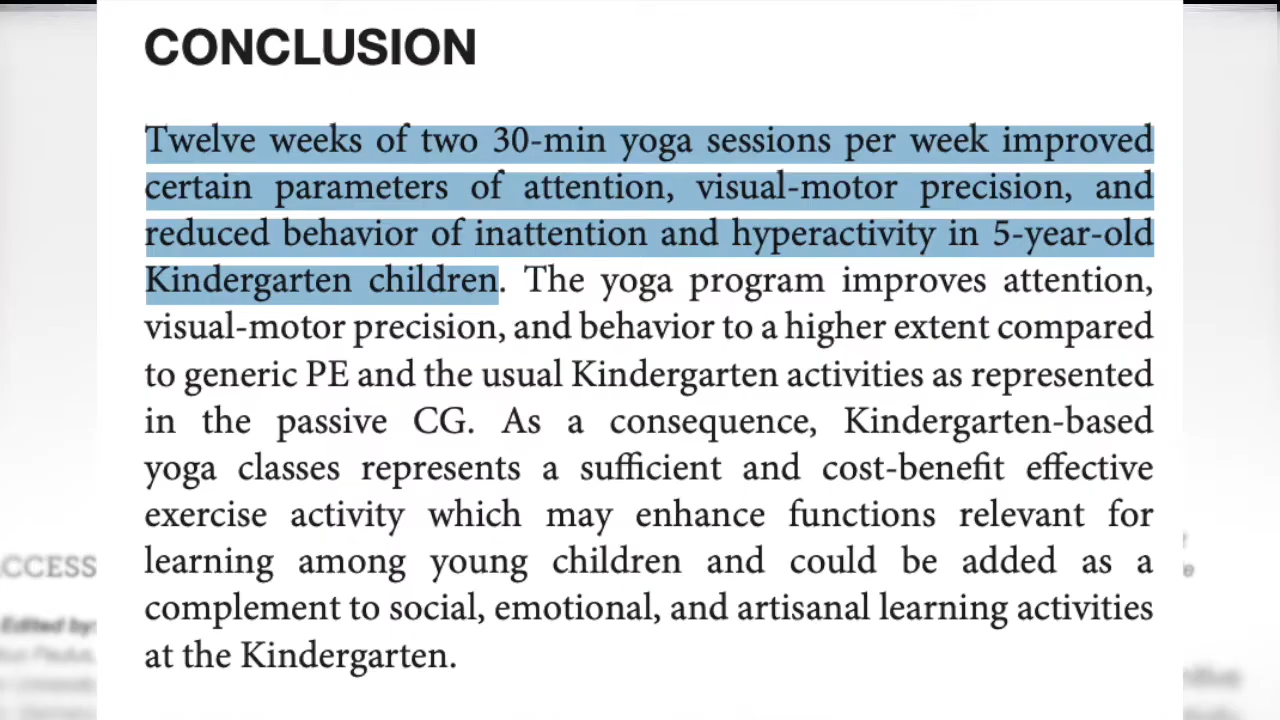 CONCLUSION
Twelve weeks of two 30-min yoga sessions per week improved
certain parameters of attention, visual-motor precision, and
reduced behavior of inattention and hyperactivity in 5-year-old
Kindergarten children. The yoga program improves attention,
visual-motor precision, and behavior to a higher extent compared
to generic PE and the usual Kindergarten activities as represented
in the passive CG. As a consequence, Kindergarten-based
yoga classes represents a sufficient and cost-benefit effective
exercise activity which may enhance functions relevant for
learning among young children and could be added as a
complement to social, emotional, and artisanal learning activities
at the Kindergarten.
CCESS
Edited by: